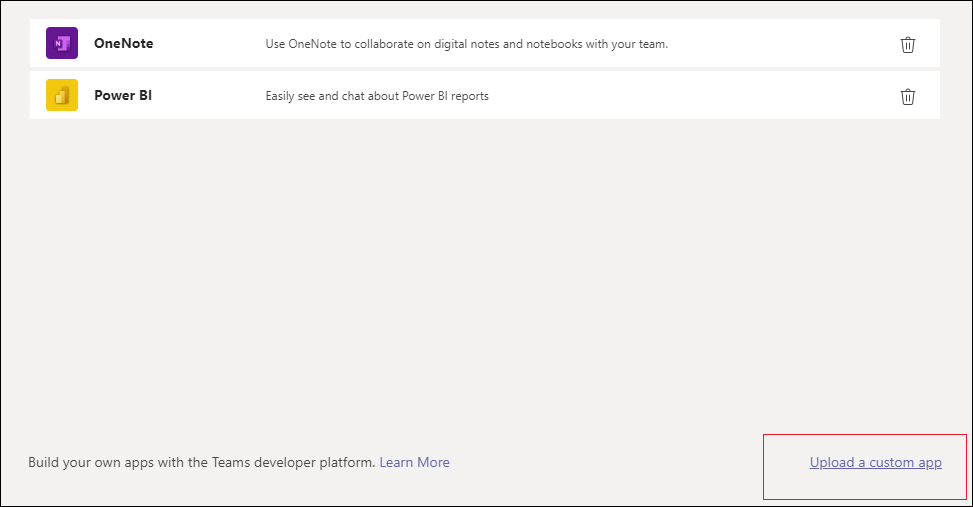 OneNote Use OneNote to collaborate on digital notes and notebooks with your team.
Power BI Easily see and chat about Power BI reports
Build your own apps with the Teams developer platform. Learn More Upload a custom app